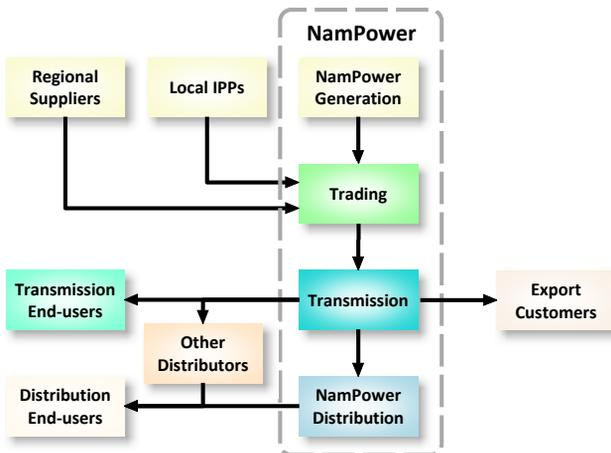 NamPower
Regional
Suppliers
Local IPPs
NamPower
Generation
Trading
Transmission
End-users
Transmission
Export
Customers
Other
Distributors
Distribution
End-users
NamPower
Distribution